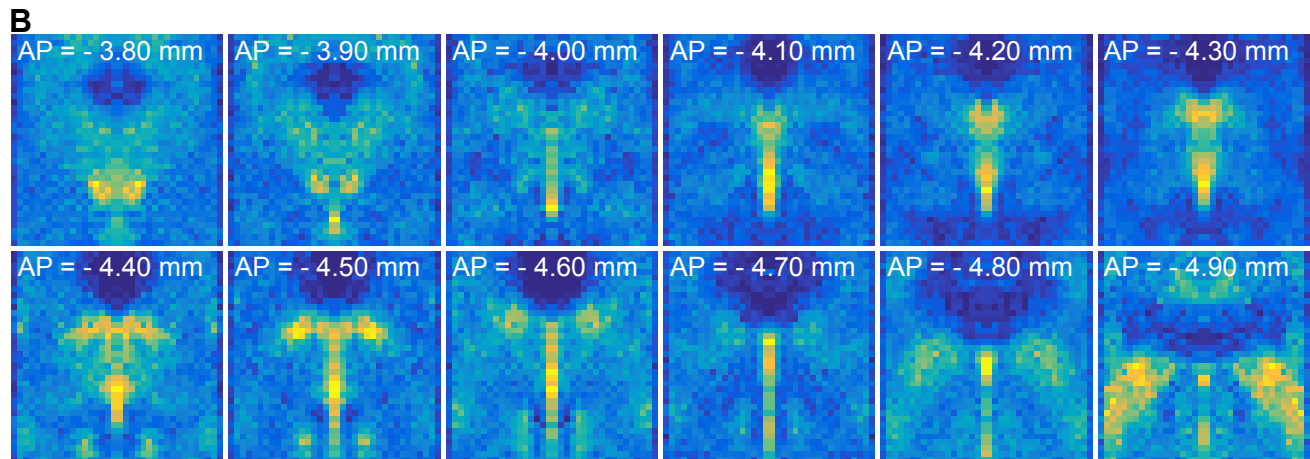 B
AP = - 3.80 mm
AP = - 3.90 mm
AP = - 4.00 mm
AP = - 4.10 mm
AP = - 4.20 mm
AP = - 4.30 mm
AP = - 4.40 mm
AP = - 4.50 mm
AP = - 4.60 mm
AP = - 4.70 mm
AP = - 4.80 mm
AP = - 4.90 mm